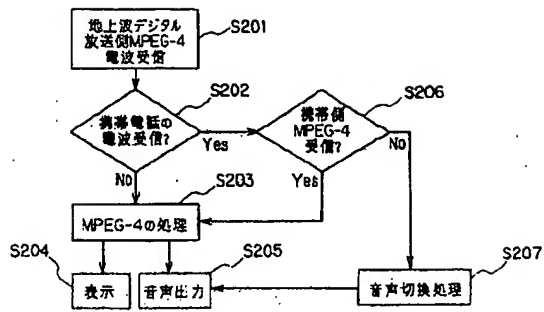 地上波デジタル
放送側MPEG-4
電波受信
S201
S202
携帯電話の
電波受信?
Yes
No
S206
携帯側
MPEG-4
受信?
No
Yes
S203
MPEG-4の処理
S204
表示
S205
音声出力
S207
音声切換処理